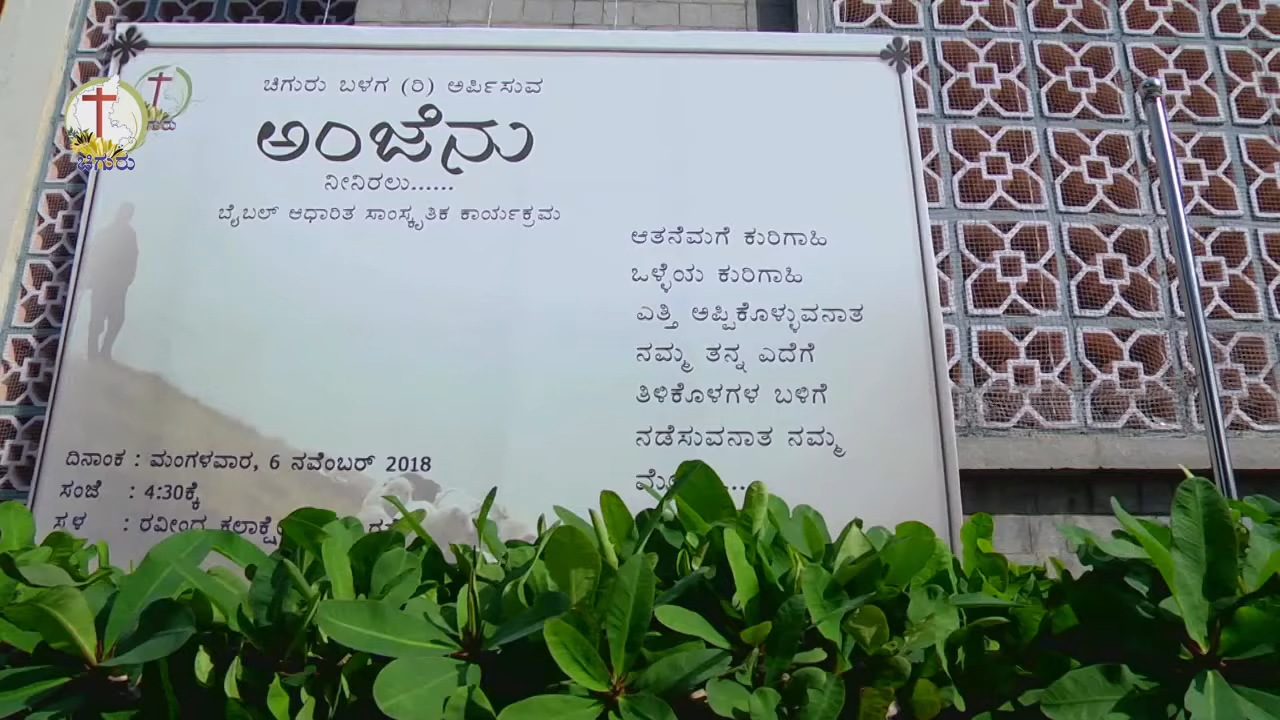 ಚಿಗುರು ಬಳಗ (ರಿ) ಅರ್ಪಿಸುವ
ಅಂಜೆನು
ನೀನಿರಲು......
ಬೈಬಲ್ ಆಧಾರಿತ ಸಾಂಸ್ಕೃತಿಕ ಕಾರ್ಯಕ್ರಮ
ಚಿಗುರು
ಆತನೆಮಗೆ ಕುರಿಗಾಹಿ
ಒಳ್ಳೆಯ ಕುರಿಗಾಹಿ
ಎತ್ತಿ ಅಪ್ಪಿಕೊಳ್ಳುವನಾತ
ನಮ್ಮ ತನ್ನ ಎದೆಗೆ
ತಿಳಿಕೊಳಗಳ ಬಳಿಗೆ
ನಡೆಸುವನಾತ ನಮ್ಮ
ದಿನಾಂಕ : ಮಂಗಳವಾರ, 6 ನವೆಂಬರ್ 2018
ಸಂಜೆ : 4:30ಕ್ಕೆ
ಸ್ಥಳ : ರವೀಂದ್ರ